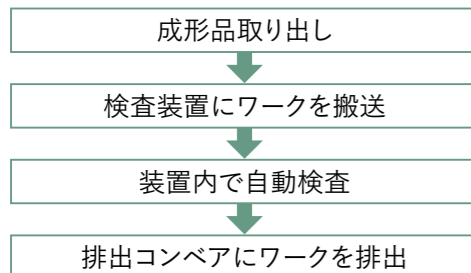 成形品取り出し
検査装置にワークを搬送
装置内で自動検査
排出コンベアにワークを排出